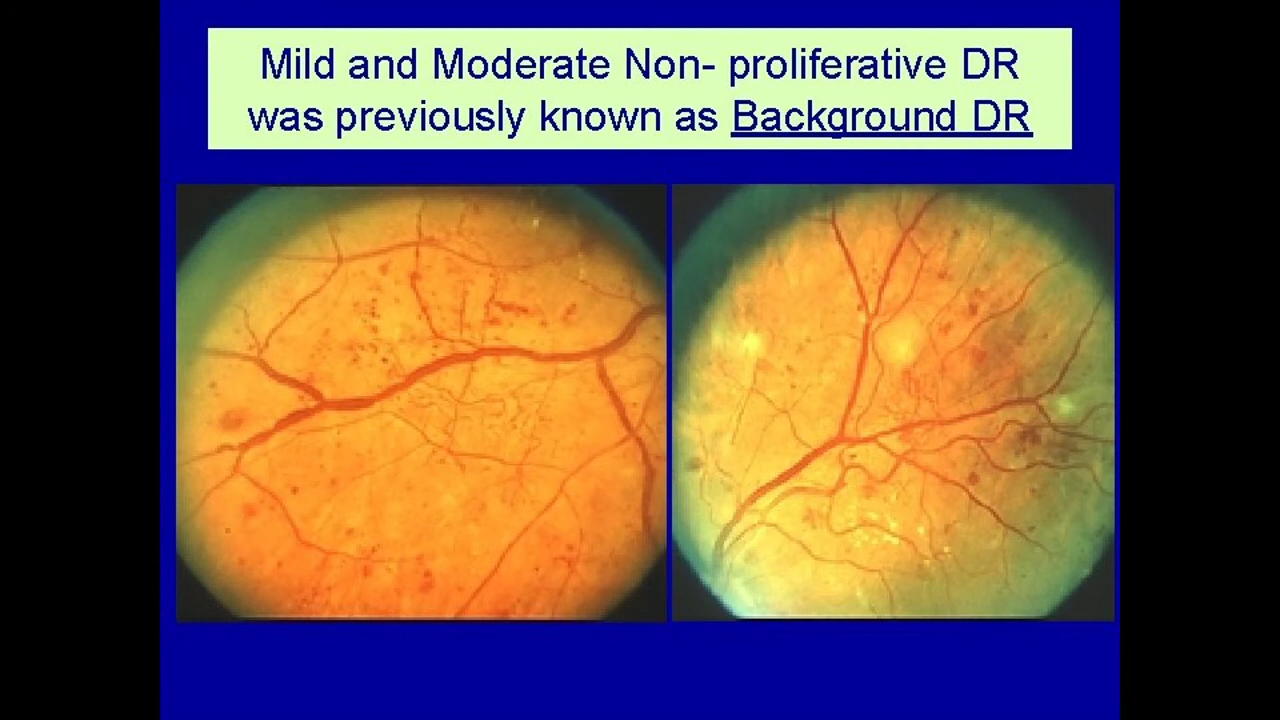 Mild and Moderate Non- proliferative DR
was previously known as Background DR